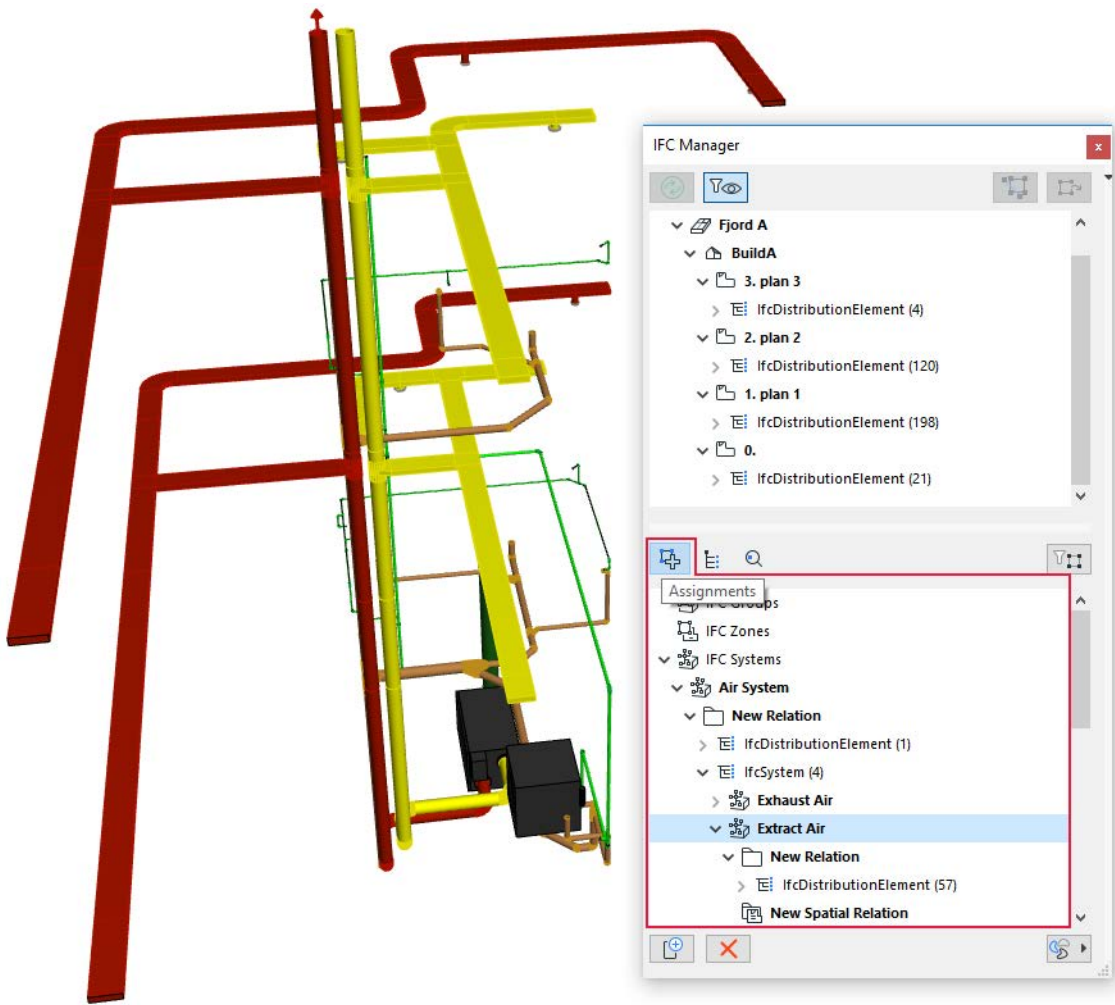 IFC Manager
Fjord A
BuildA
3. plan 3
IfcDistributionElement (4)
2. plan 2
IfcDistributionElement (120)
1. plan 1
IfcDistributionElement (198)
0.
IfcDistributionElement (21)
Assignments
IFC Groups
IFC Zones
IFC Systems
Air System
New Relation
IfcDistributionElement (1)
IfcSystem (4)
Exhaust Air
Extract Air
New Relation
IfcDistributionElement (57)
New Spatial Relation